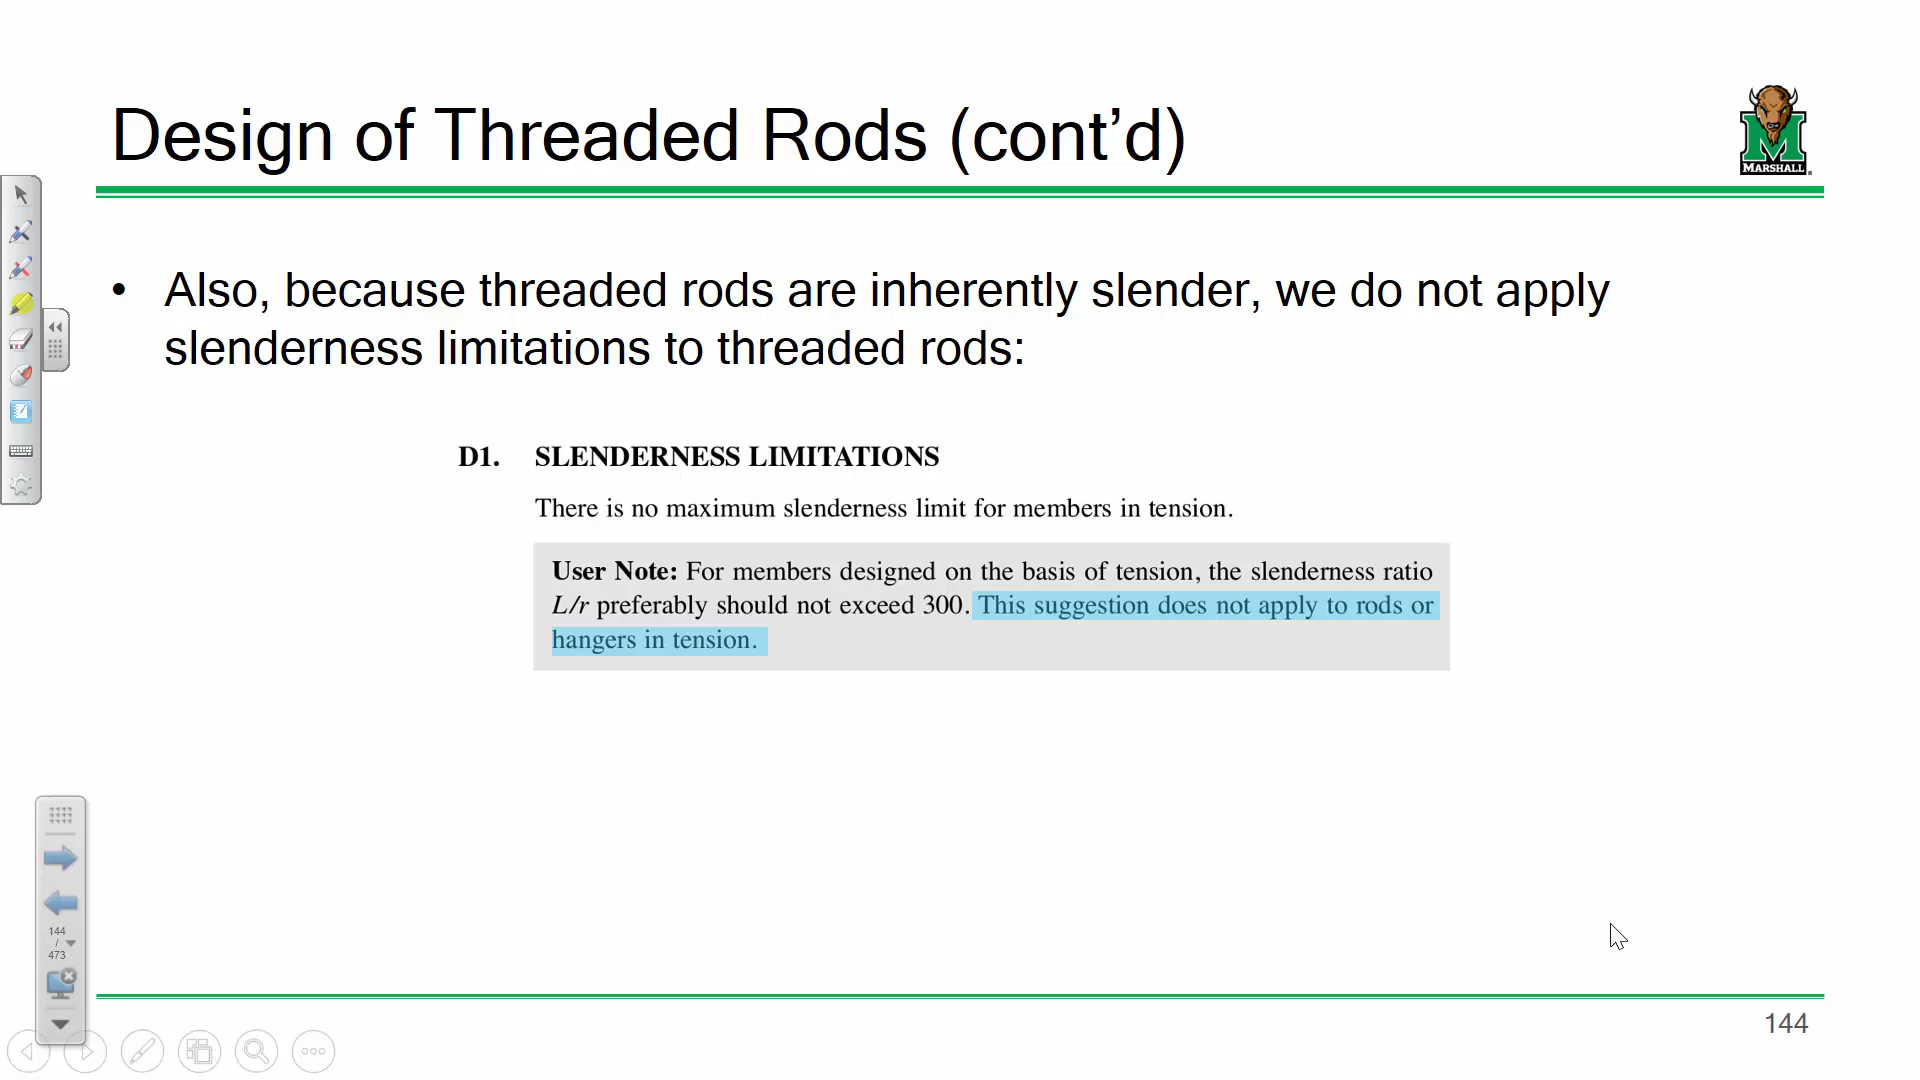 Design of Threaded Rods (cont’d)
MARSHALL
• Also, because threaded rods are inherently slender, we do not apply
slenderness limitations to threaded rods:
D1. SLENDERNESS LIMITATIONS
There is no maximum slenderness limit for members in tension.
User Note: For members designed on the basis of tension, the slenderness ratio
L/r preferably should not exceed 300. This suggestion does not apply to rods or
hangers in tension.
144
/
473
144